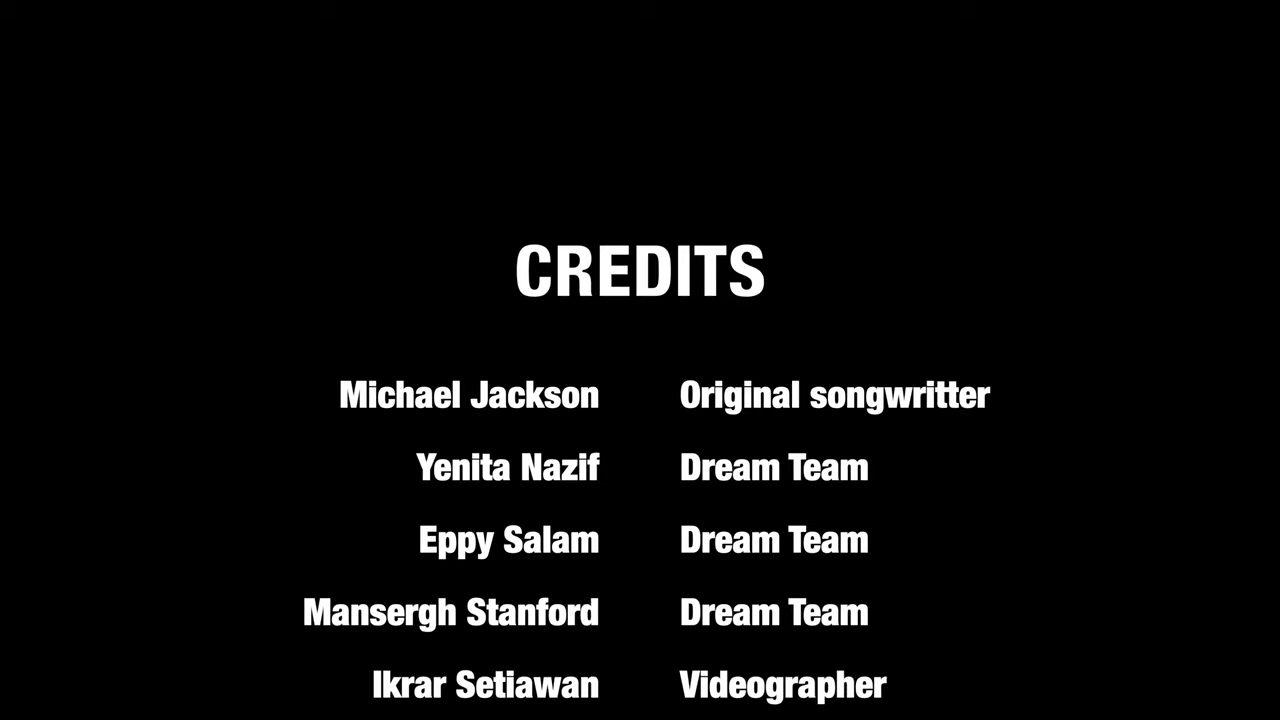 CREDITS
Michael Jackson Original songwritter
Yenita Nazif Dream Team
Eppy Salam Dream Team
Mansergh Stanford Dream Team
Ikrar Setiawan Videographer